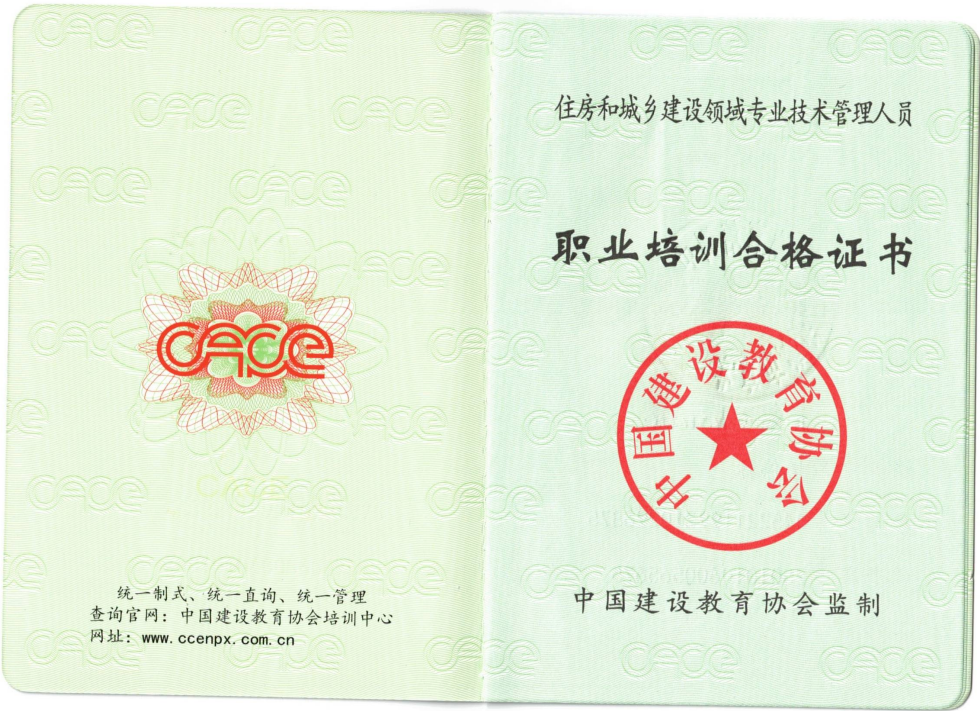 CACE
统一制式、统一直询、统一管理
查询官网：中国建设教育协会培训中心
网址：www.ccenpx.com.cn
住房和城乡建设领域专业技术管理人员
职业培训合格证书
中国建设教育协会
中国建设教育协会监制